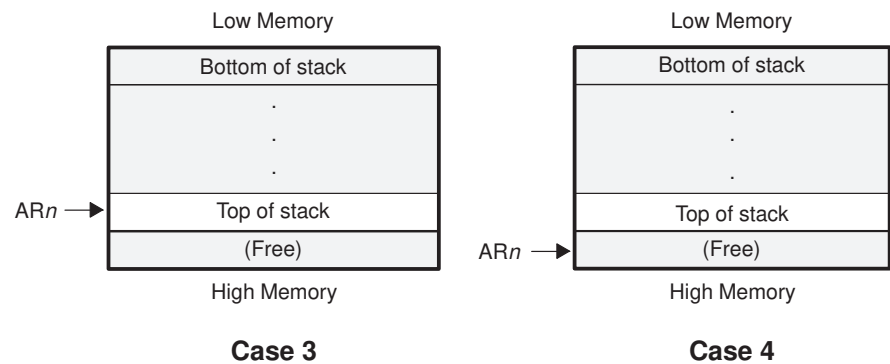 Low Memory
Bottom of stack
.
.
.
ARn
Top of stack
(Free)
High Memory
Case 3
Low Memory
Bottom of stack
.
.
.
Top of stack
ARn
(Free)
High Memory
Case 4